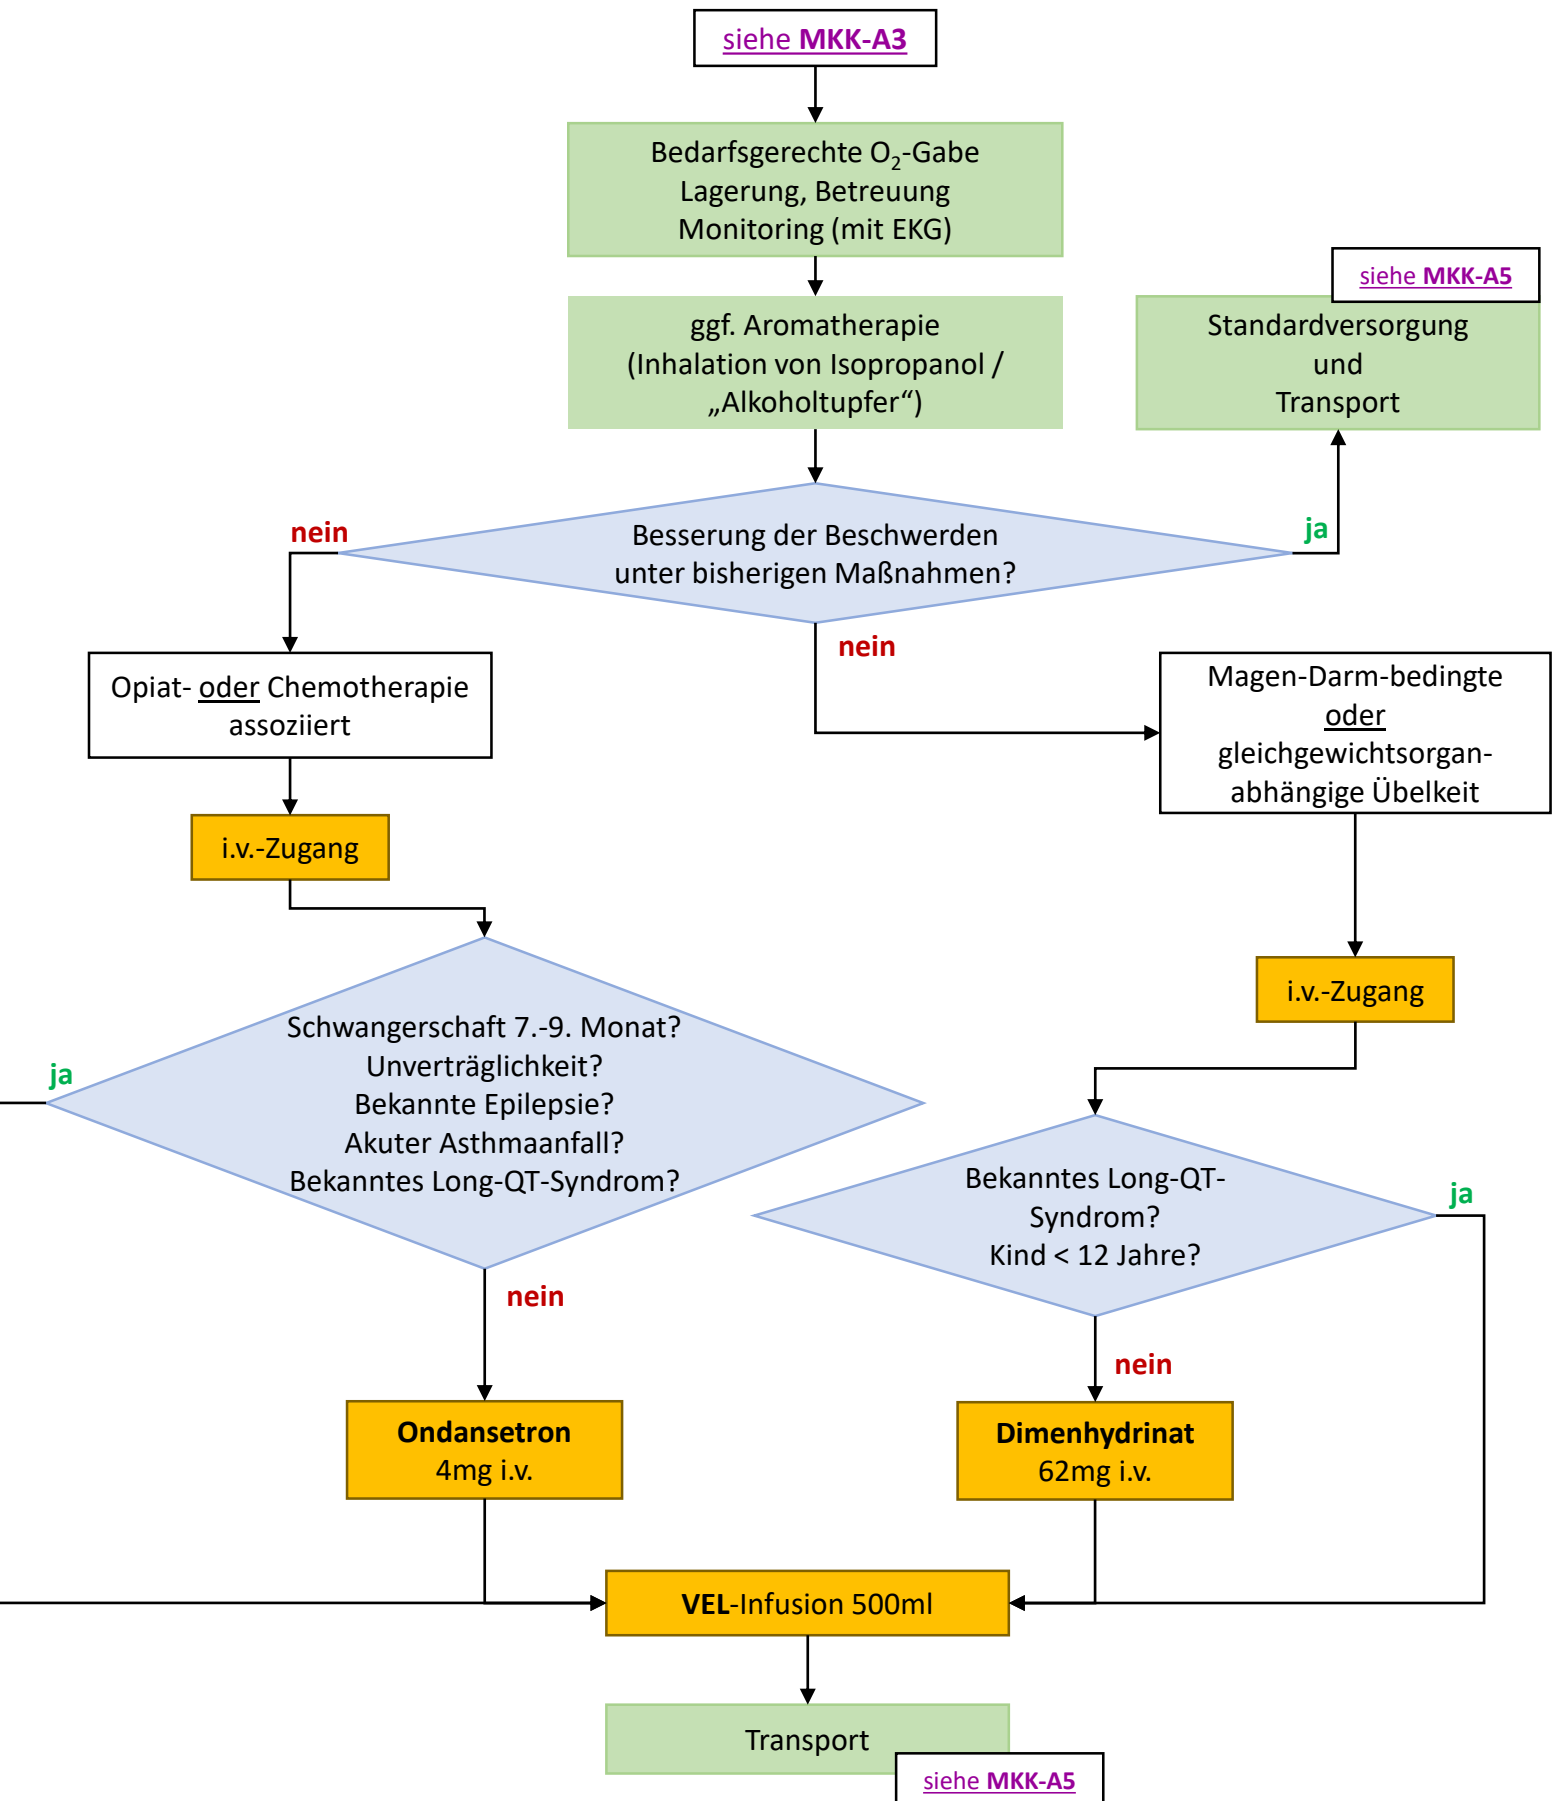 siehe MKK-A3
Bedarfsgerechte O₂-Gabe
Lagerung, Betreuung
Monitoring (mit EKG)
siehe MKK-A5
ggf. Aromatherapie
(Inhalation von Isopropanol /
„Alkoholtupfer“)
Standardversorgung
und
Transport
nein
Besserung der Beschwerden
unter bisherigen Maßnahmen?
ja
nein
Opiat- oder Chemotherapie
assoziiert
Magen-Darm-bedingte
oder
gleichgewichtsorgan-
abhängige Übelkeit
i.v.-Zugang
i.v.-Zugang
Schwangerschaft 7.-9. Monat?
Unverträglichkeit?
Bekannte Epilepsie?
Akuter Asthmaanfall?
Bekanntes Long-QT-Syndrom?
ja
Bekanntes Long-QT-
Syndrom?
Kind < 12 Jahre?
ja
nein
nein
Ondansetron
4mg i.v.
Dimenhydrinat
62mg i.v.
VEL-Infusion 500ml
Transport
siehe MKK-A5